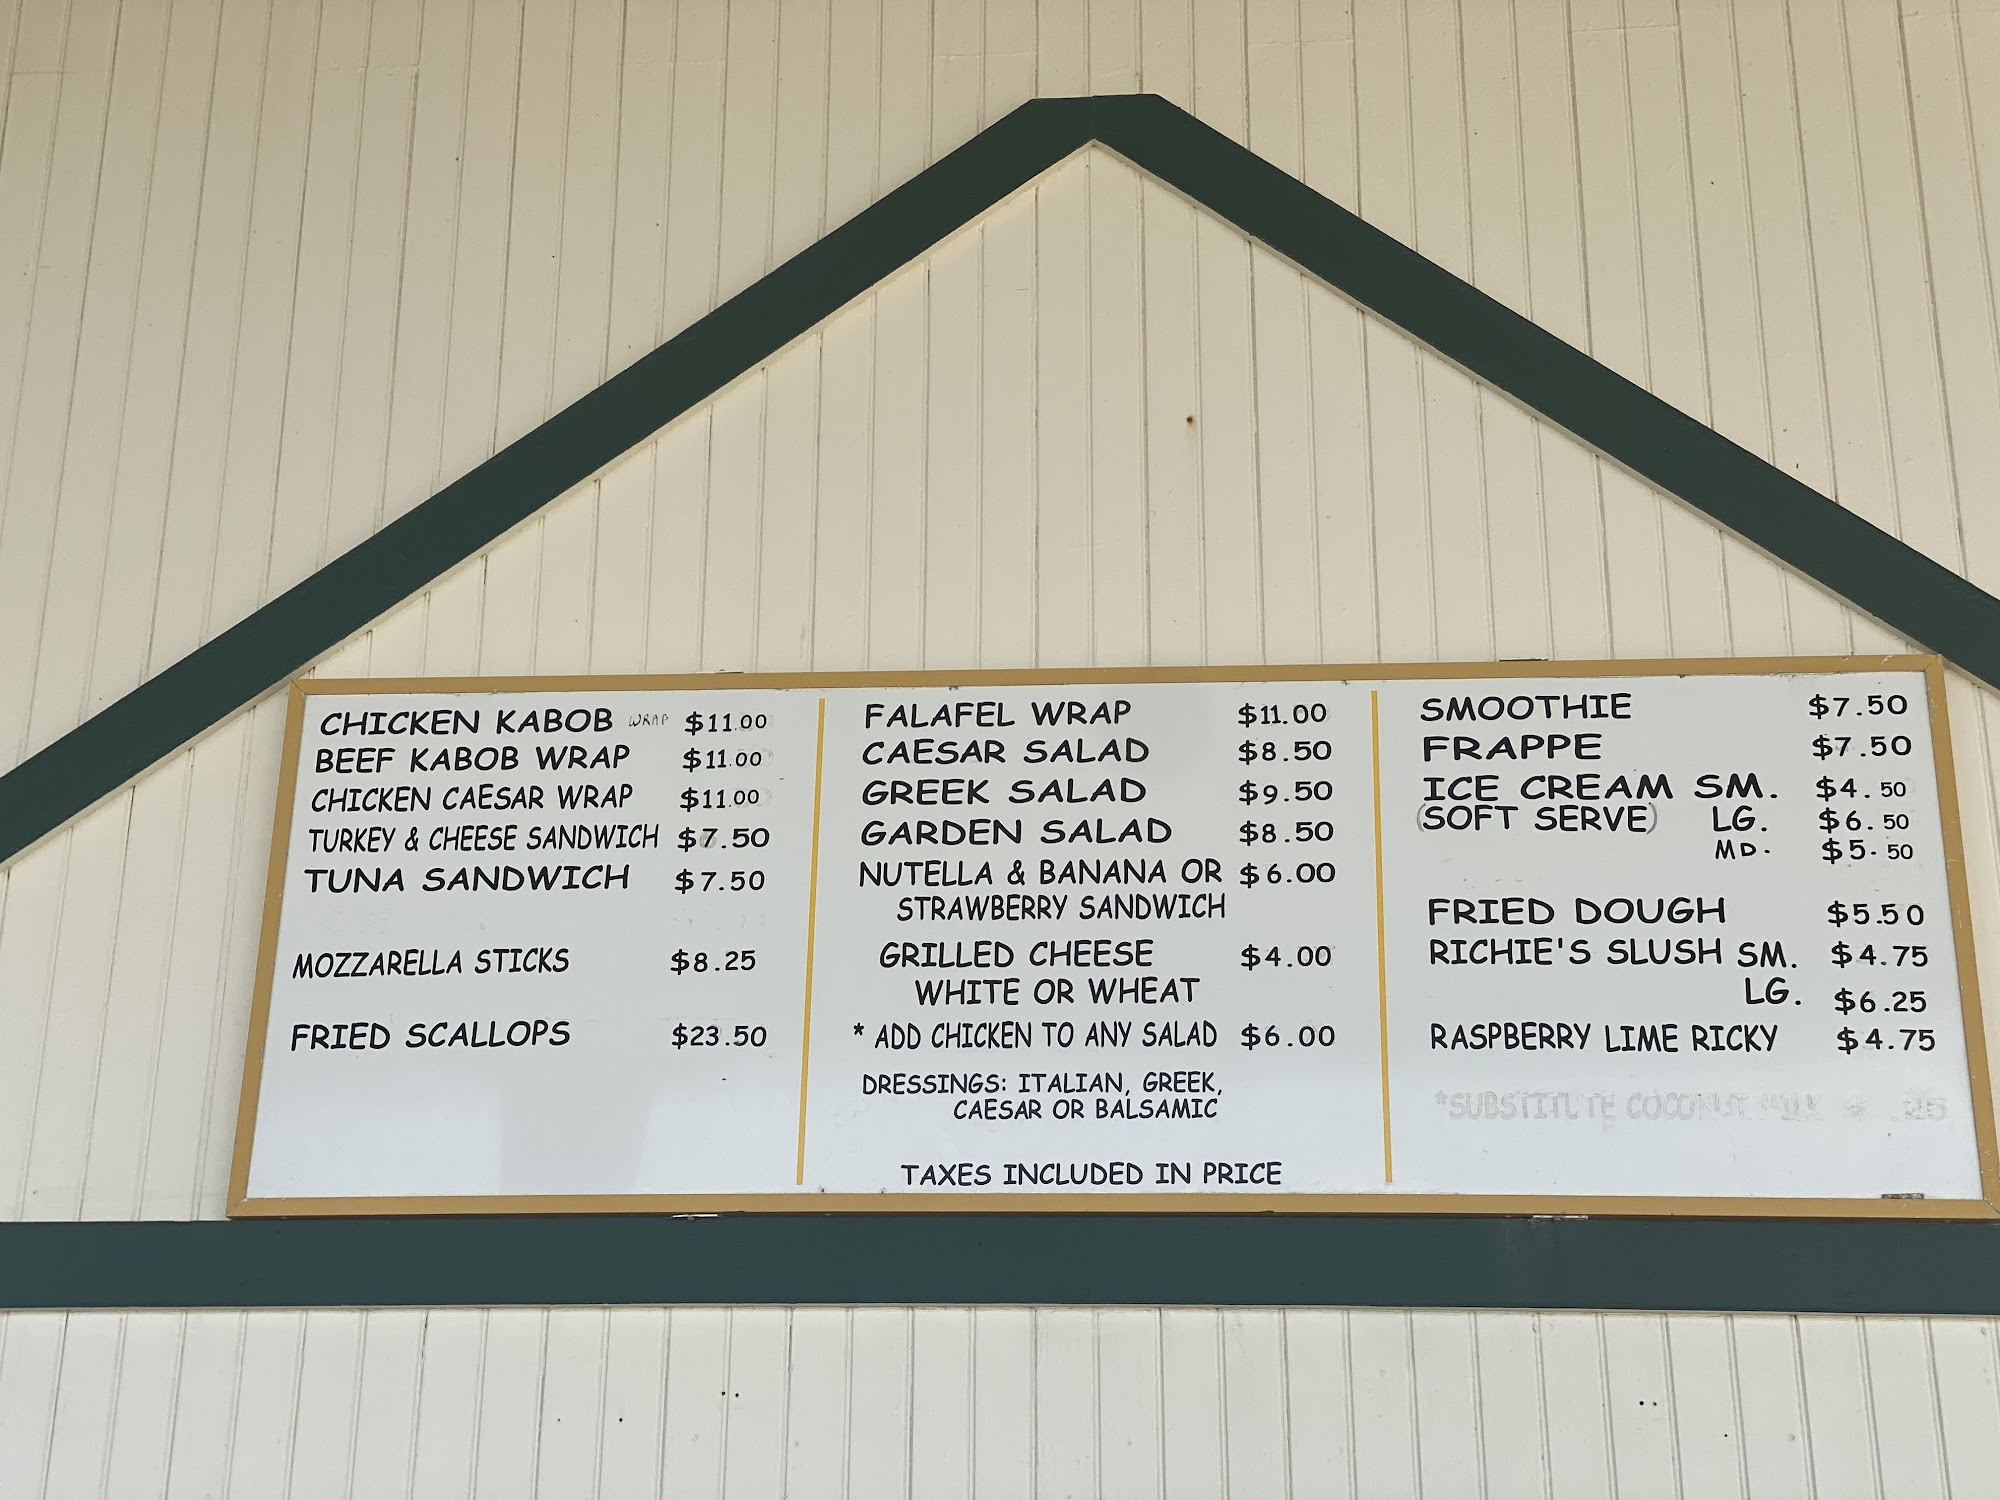 CHICKEN KABOB WRAP $11.00
BEEF KABOB WRAP $11.00
CHICKEN CAESAR WRAP $11.00
TURKEY & CHEESE SANDWICH $7.50
TUNA SANDWICH $7.50
MOZZARELLA STICKS $8.25
FRIED SCALLOPS $23.50
FALAFEL WRAP $11.00
CAESAR SALAD $8.50
GREEK SALAD $9.50
GARDEN SALAD $8.50
NUTELLA & BANANA OR $6.00
STRAWBERRY SANDWICH
GRILLED CHEESE $4.00
WHITE OR WHEAT
* ADD CHICKEN TO ANY SALAD $6.00
DRESSINGS: ITALIAN, GREEK,
CAESAR OR BALSAMIC
TAXES INCLUDED IN PRICE
SMOOTHIE $7.50
FRAPPE $7.50
ICE CREAM SM. $4.50
(SOFT SERVE) LG. $6.50
MD. $5.50
FRIED DOUGH $5.50
RICHIE'S SLUSH SM. $4.75
LG. $6.25
RASPBERRY LIME RICKY $4.75
*SUBSTITUTE COCONUT MILK $ .25